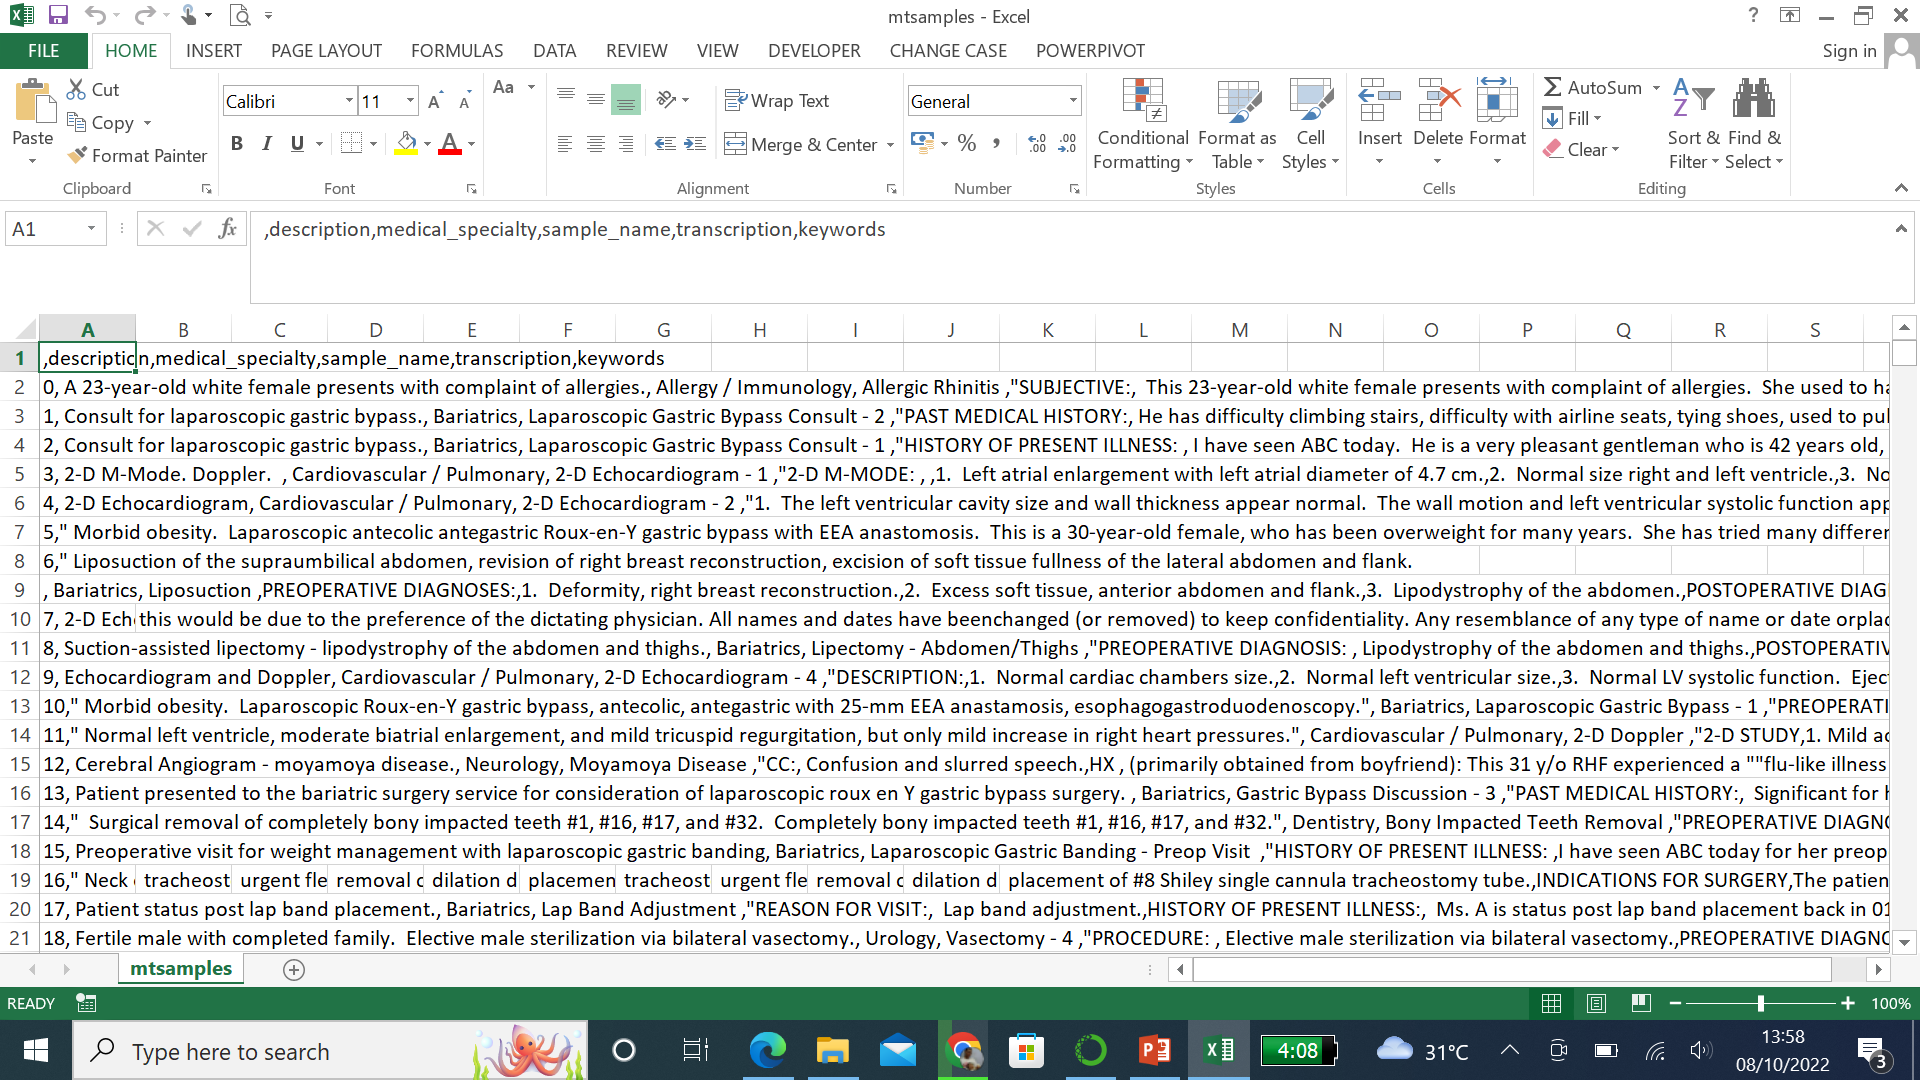 mtsamples - Excel
?
FILE HOME INSERT PAGE LAYOUT FORMULAS DATA REVIEW VIEW DEVELOPER CHANGE CASE POWERPIVOT Sign in
Paste
Cut
Copy
Format Painter
Clipboard
Calibri 11
B I U
Font
Aa
Wrap Text
Merge & Center
Alignment
General
%
Number
Conditional Formatting
Format as Table
Cell Styles
Styles
Insert Delete Format
Cells
AutoSum
Fill
Clear
Sort & Filter
Find & Select
Editing
A1 fx ,description,medical_specialty,sample_name,transcription,keywords
A B C D E F G H I J K L M N O P Q R S
1 ,description,medical_specialty,sample_name,transcription,keywords
2 0, A 23-year-old white female presents with complaint of allergies., Allergy / Immunology, Allergic Rhinitis ,"SUBJECTIVE:,  This 23-year-old white female presents with complaint of allergies.  She used to ha
3 1, Consult for laparoscopic gastric bypass., Bariatrics, Laparoscopic Gastric Bypass Consult - 2 ,"PAST MEDICAL HISTORY:, He has difficulty climbing stairs, difficulty with airline seats, tying shoes, used to pul
4 2, Consult for laparoscopic gastric bypass., Bariatrics, Laparoscopic Gastric Bypass Consult - 1 ,"HISTORY OF PRESENT ILLNESS: , I have seen ABC today.  He is a very pleasant gentleman who is 42 years old,
5 3, 2-D M-Mode. Doppler.  , Cardiovascular / Pulmonary, 2-D Echocardiogram - 1 ,"2-D M-MODE: , ,1.  Left atrial enlargement with left atrial diameter of 4.7 cm.,2.  Normal size right and left ventricle.,3.  No
6 4, 2-D Echocardiogram, Cardiovascular / Pulmonary, 2-D Echocardiogram - 2 ,"1.  The left ventricular cavity size and wall thickness appear normal.  The wall motion and left ventricular systolic function app
7 5," Morbid obesity.  Laparoscopic antecolic antegastric Roux-en-Y gastric bypass with EEA anastomosis.  This is a 30-year-old female, who has been overweight for many years.  She has tried many differer
8 6," Liposuction of the supraumbilical abdomen, revision of right breast reconstruction, excision of soft tissue fullness of the lateral abdomen and flank.
9 , Bariatrics, Liposuction ,PREOPERATIVE DIAGNOSES:,1.  Deformity, right breast reconstruction.,2.  Excess soft tissue, anterior abdomen and flank.,3.  Lipodystrophy of the abdomen.,POSTOPERATIVE DIAG
10 7, 2-D Ech this would be due to the preference of the dictating physician. All names and dates have beenchanged (or removed) to keep confidentiality. Any resemblance of any type of name or date orplac
11 8, Suction-assisted lipectomy - lipodystrophy of the abdomen and thighs., Bariatrics, Lipectomy - Abdomen/Thighs ,"PREOPERATIVE DIAGNOSIS: , Lipodystrophy of the abdomen and thighs.,POSTOPERATIV
12 9, Echocardiogram and Doppler, Cardiovascular / Pulmonary, 2-D Echocardiogram - 4 ,"DESCRIPTION:,1.  Normal cardiac chambers size.,2.  Normal left ventricular size.,3.  Normal LV systolic function.  Ejec
13 10," Morbid obesity.  Laparoscopic Roux-en-Y gastric bypass, antecolic, antegastric with 25-mm EEA anastamosis, esophagogastroduodenoscopy.", Bariatrics, Laparoscopic Gastric Bypass - 1 ,"PREOPERATI
14 11," Normal left ventricle, moderate biatrial enlargement, and mild tricuspid regurgitation, but only mild increase in right heart pressures.", Cardiovascular / Pulmonary, 2-D Doppler ,"2-D STUDY,1. Mild ao
15 12, Cerebral Angiogram - moyamoya disease., Neurology, Moyamoya Disease ,"CC:, Confusion and slurred speech.,HX , (primarily obtained from boyfriend): This 31 y/o RHF experienced a ""flu-like illness
16 13, Patient presented to the bariatric surgery service for consideration of laparoscopic roux en Y gastric bypass surgery. , Bariatrics, Gastric Bypass Discussion - 3 ,"PAST MEDICAL HISTORY:,  Significant for h
17 14,"  Surgical removal of completely bony impacted teeth #1, #16, #17, and #32.  Completely bony impacted teeth #1, #16, #17, and #32.", Dentistry, Bony Impacted Teeth Removal ,"PREOPERATIVE DIAGNO
18 15, Preoperative visit for weight management with laparoscopic gastric banding, Bariatrics, Laparoscopic Gastric Banding - Preop Visit  ,"HISTORY OF PRESENT ILLNESS: ,I have seen ABC today for her preop
19 16," Neck tracheost urgent fle removal c dilation d placemen tracheost urgent fle removal c dilation d placement of #8 Shiley single cannula tracheostomy tube.,INDICATIONS FOR SURGERY,The patien
20 17, Patient status post lap band placement., Bariatrics, Lap Band Adjustment ,"REASON FOR VISIT:,  Lap band adjustment.,HISTORY OF PRESENT ILLNESS:,  Ms. A is status post lap band placement back in 01
21 18, Fertile male with completed family.  Elective male sterilization via bilateral vasectomy., Urology, Vasectomy - 4 ,"PROCEDURE: , Elective male sterilization via bilateral vasectomy.,PREOPERATIVE DIAGNO
mtsamples
READY 100%
Type here to search
4:08
31°C
13:58
08/10/2022
3